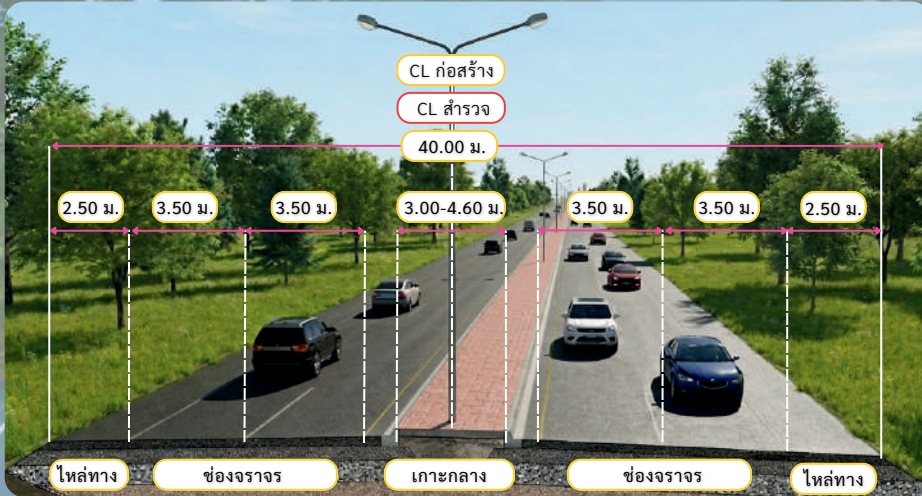 CL ก่อสร้าง
CL สำรวจ
40.00 ม.
2.50 ม. 3.50 ม. 3.50 ม. 3.00-4.60 ม. 3.50 ม. 3.50 ม. 2.50 ม.
ไหล่ทาง ช่องจราจร เกาะกลาง ช่องจราจร ไหล่ทาง